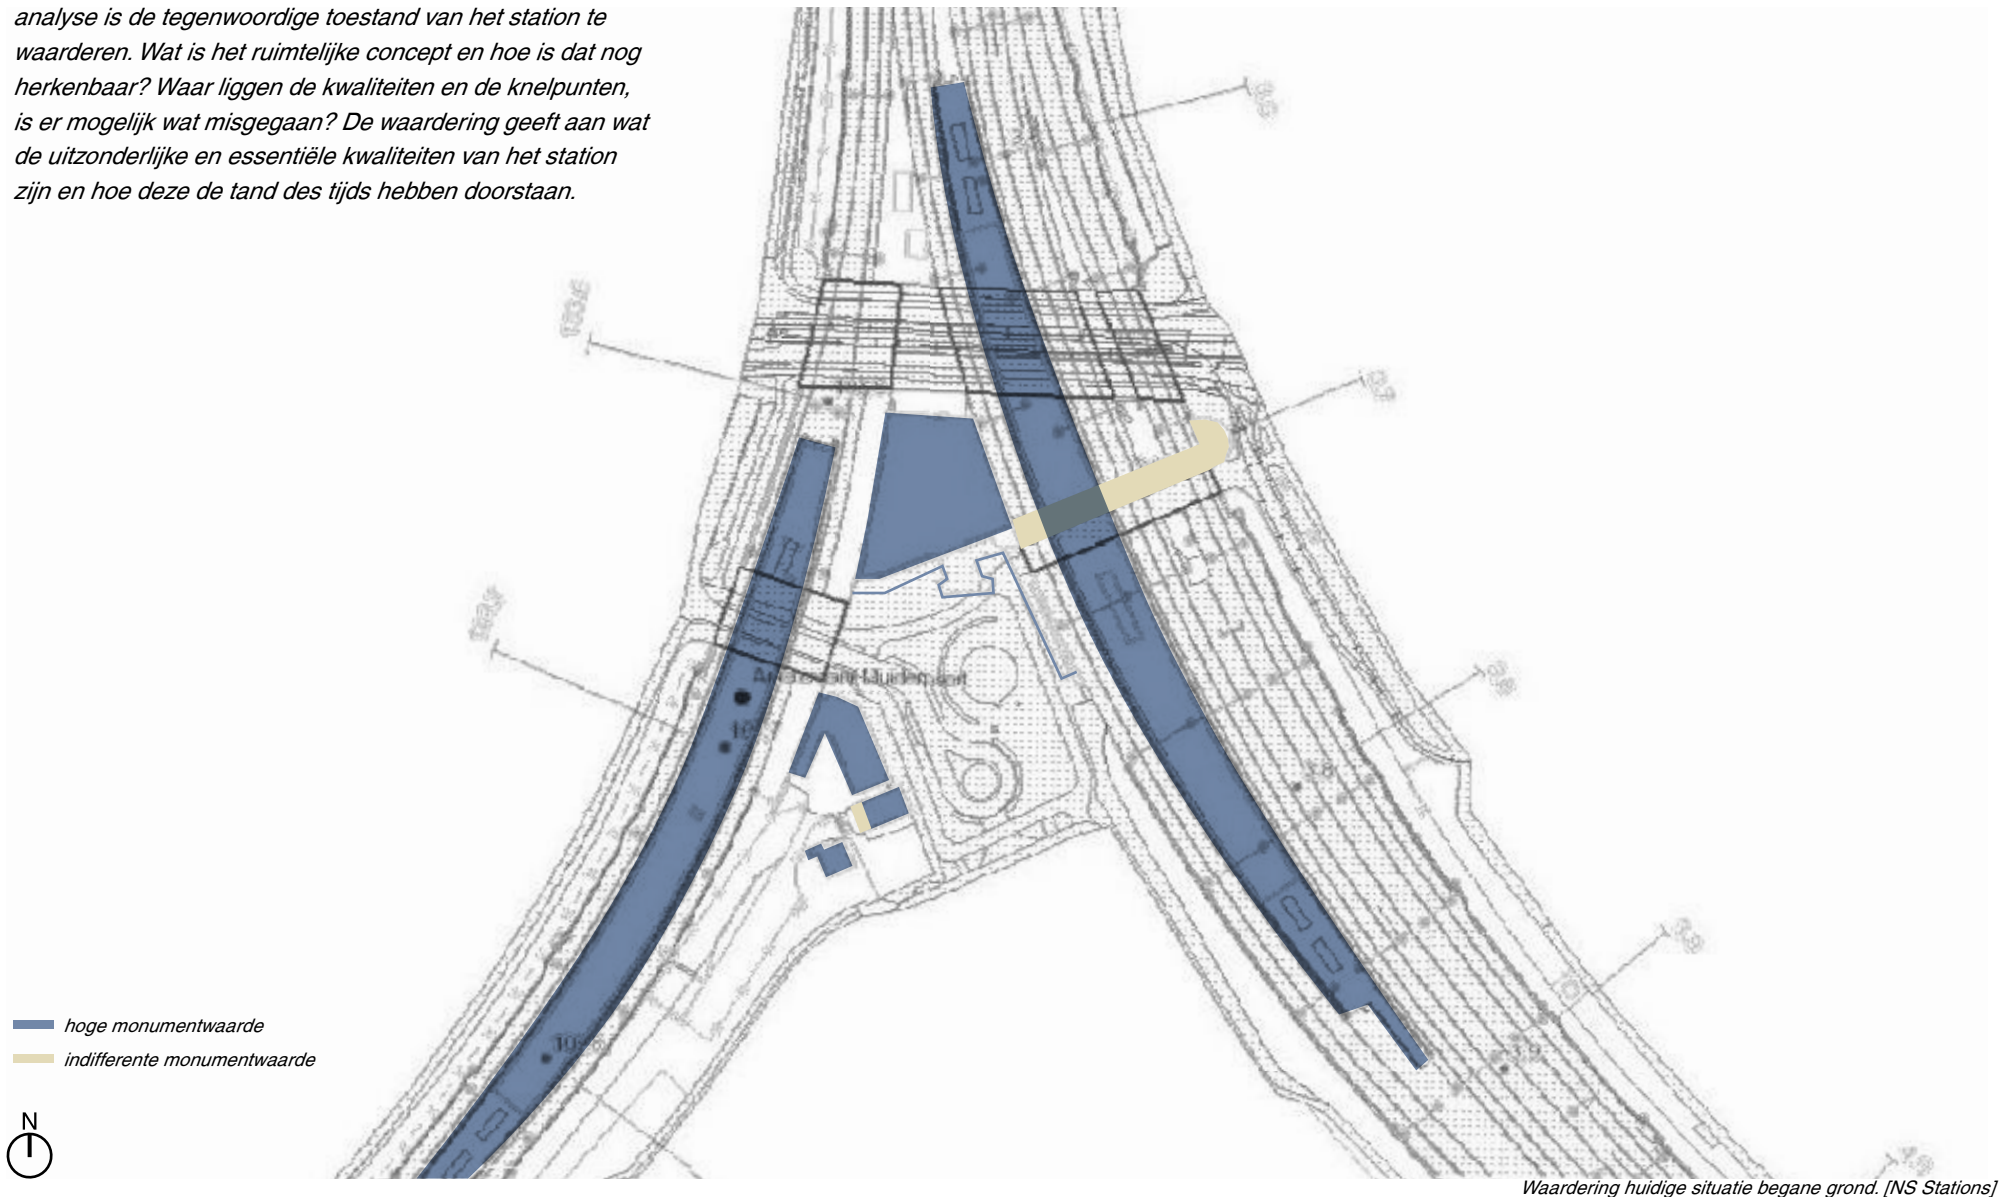 analyse is de tegenwoordige toestand van het station te
waarderen. Wat is het ruimtelijke concept en hoe is dat nog
herkenbaar? Waar liggen de kwaliteiten en de knelpunten,
is er mogelijk wat misgegaan? De waardering geeft aan wat
de uitzonderlijke en essentiële kwaliteiten van het station
zijn en hoe deze de tand des tijds hebben doorstaan.
hoge monumentwaarde
indifferente monumentwaarde
N
Waardering huidige situatie begane grond. [NS Stations]